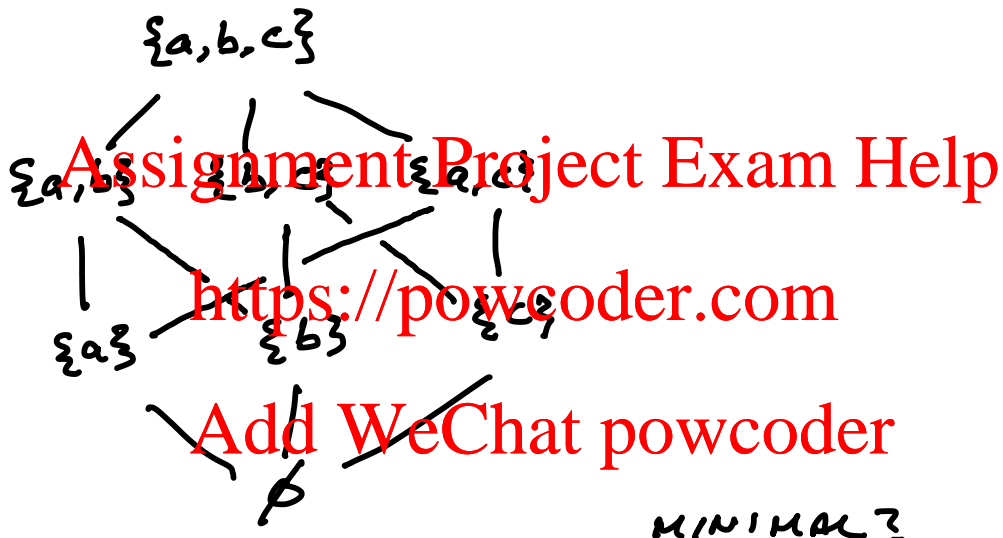 {a,b,c}
Assignment Project Exam Help
{a,b} {b,c} {a,c}
https://powcoder.com
{a} {b} {c}
Add WeChat powcoder
∅
MINIMAL?